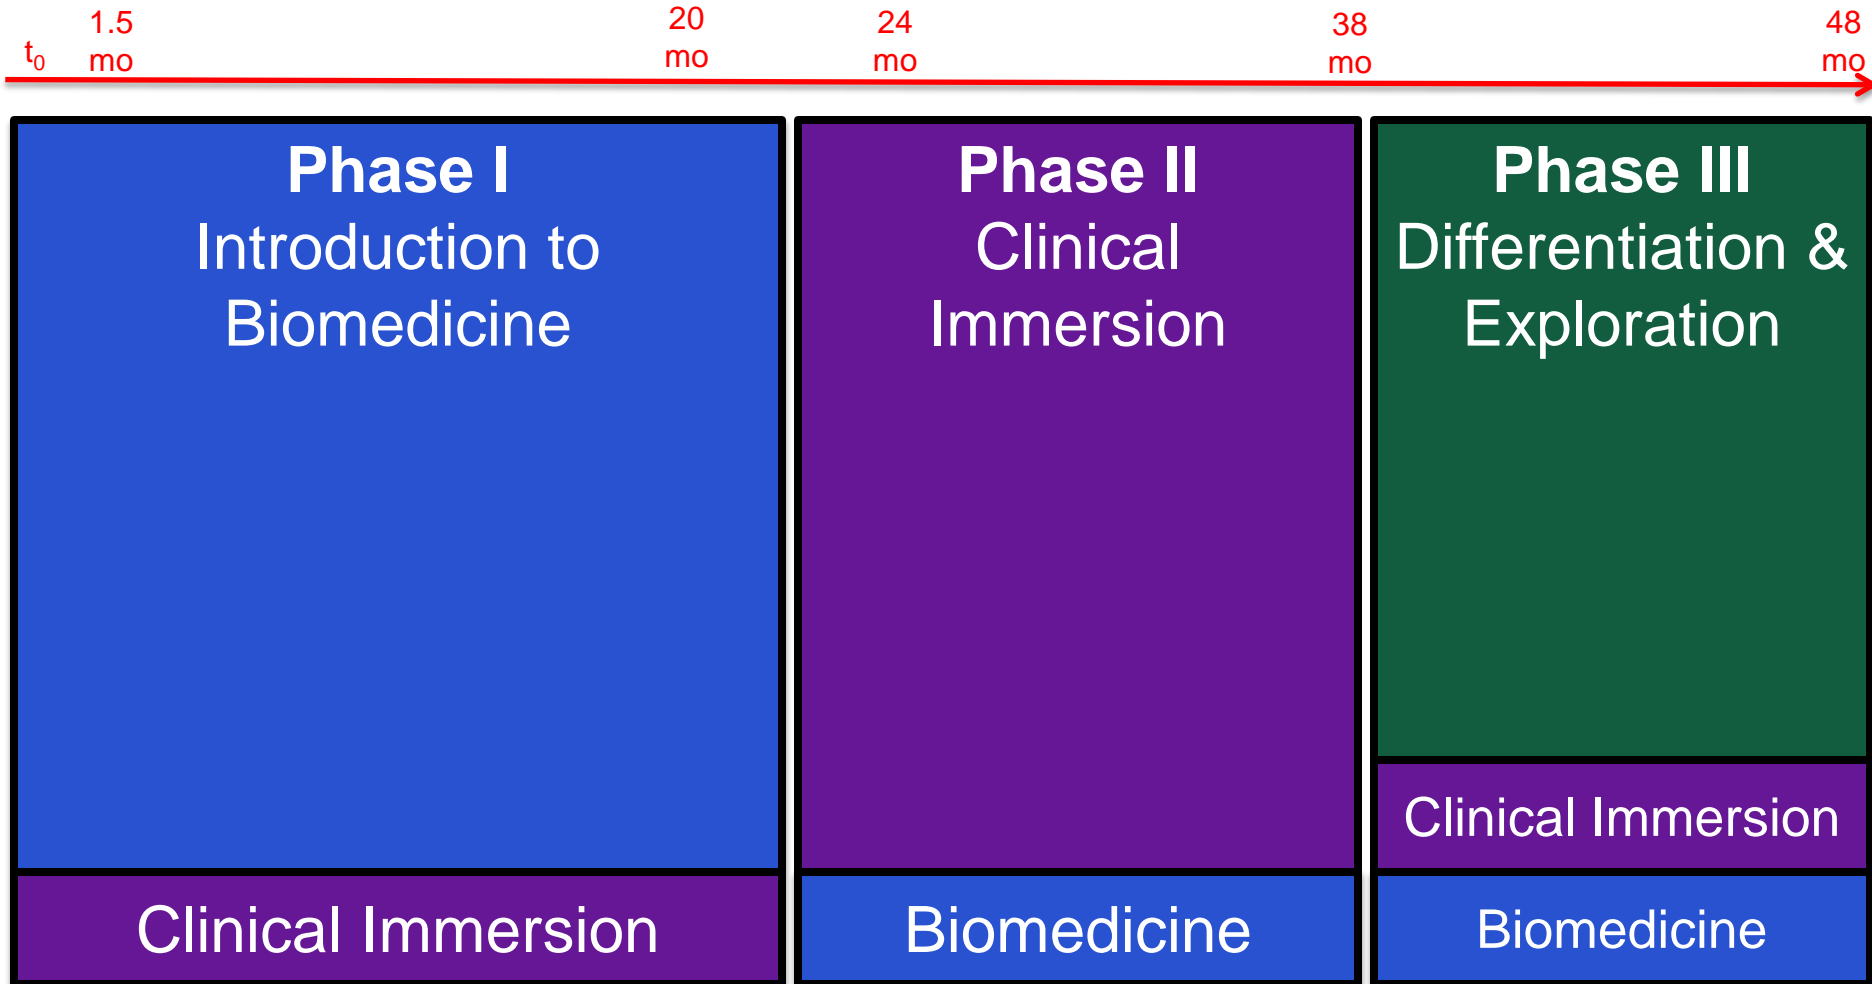 t₀
1.5
mo
20
mo
24
mo
38
mo
48
mo
Phase I
Introduction to
Biomedicine
Clinical Immersion
Phase II
Clinical
Immersion
Biomedicine
Phase III
Differentiation &
Exploration
Clinical Immersion
Biomedicine